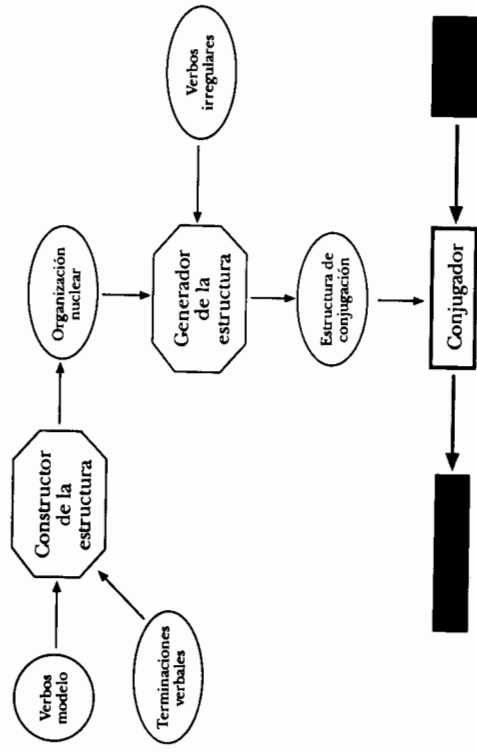 Verbos
modelo
Terminaciones
verbales
Constructor
de la
estructura
Organización
nuclear
Verbos
irregulares
Generador
de la
estructura
Estructura de
conjugación
Conjugador